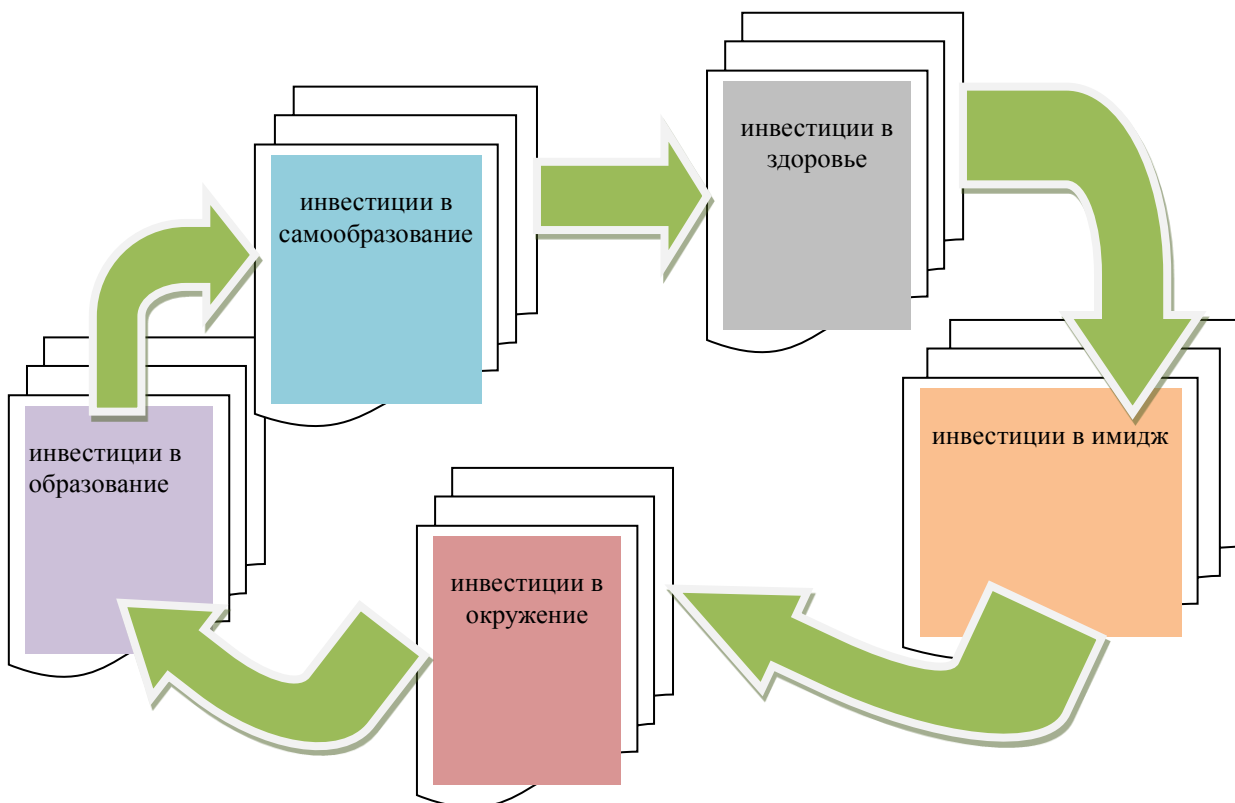 инвестиции в
образование
инвестиции в
самообразование
инвестиции в
здоровье
инвестиции в имидж
инвестиции в
окружение